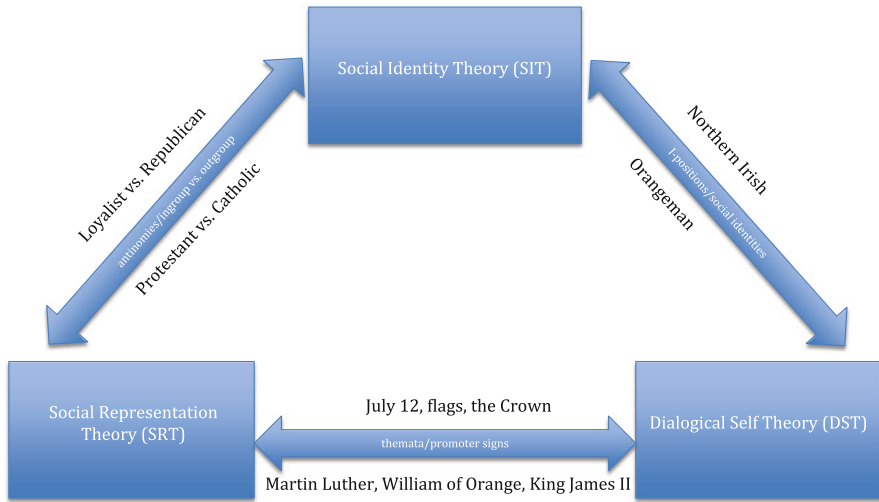 Social Identity Theory (SIT)
Loyalist vs. Republican
antinomies/ingroup vs. outgroup
Protestant vs. Catholic
Northern Irish
I-positions/social identities
Orangeman
Social Representation
Theory (SRT)
July 12, flags, the Crown
themata/promoter signs
Martin Luther, William of Orange, King James II
Dialogical Self Theory (DST)